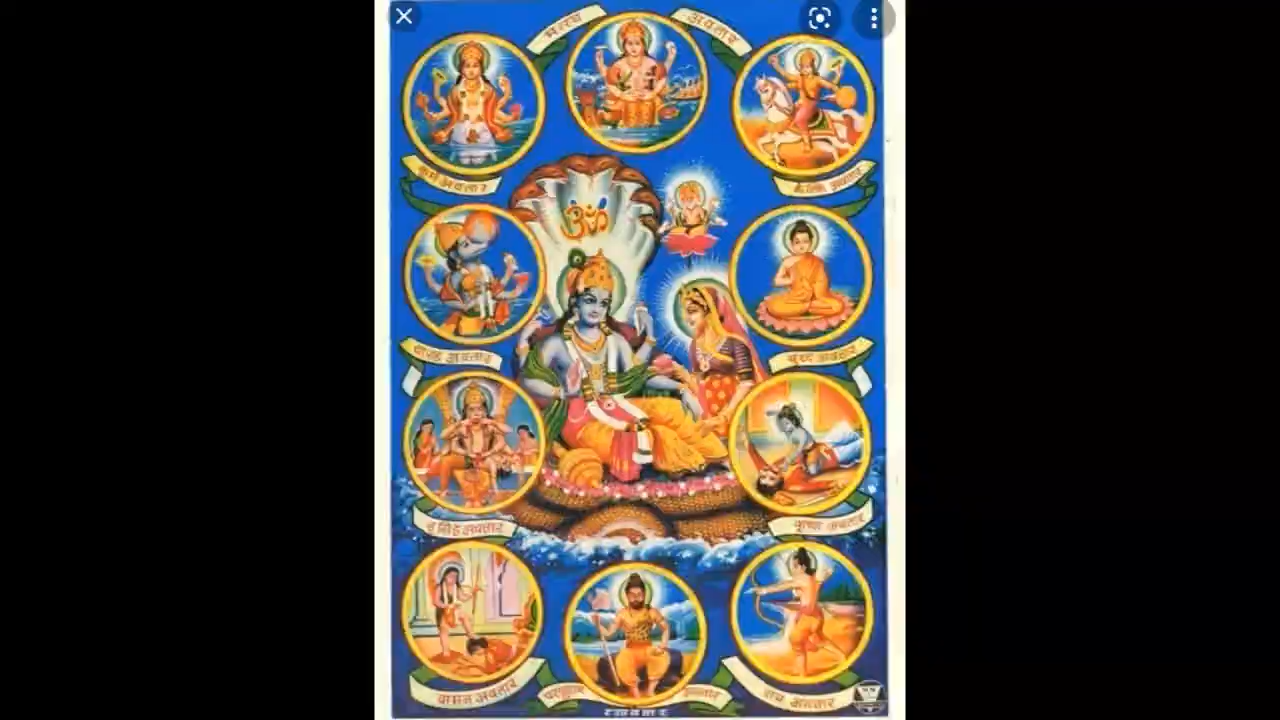 मत्स्य अवतार
कुर्म अवतार
कल्कि अवतार
ॐ
वराह अवतार
बुध्द अवतार
नृसिंह अवतार
कृष्ण अवतार
वामन अवतार
परशुराम अवतार
राम अवतार